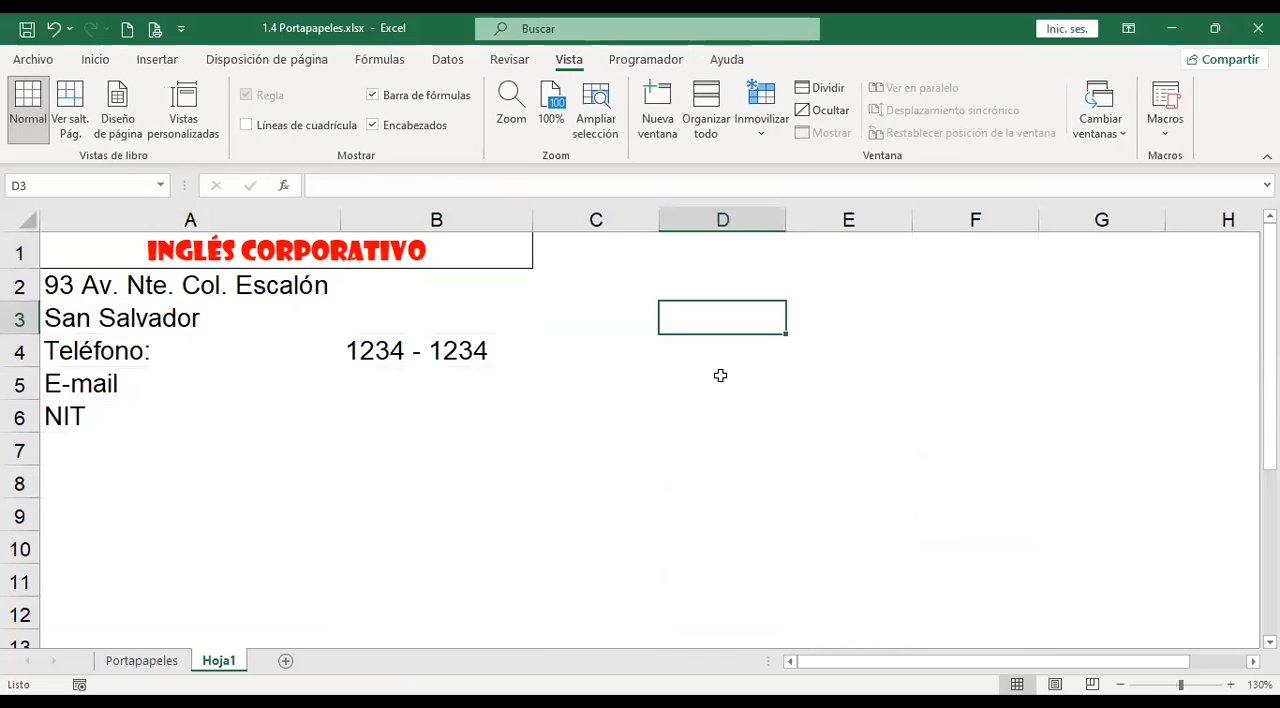 1.4 Portapapeles.xlsx - Excel
Buscar
Inic. ses.
Archivo Inicio Insertar Disposición de página Fórmulas Datos Revisar Vista Programador Ayuda
Compartir
Normal
Ver salt. Pág.
Diseño de página
Vistas personalizadas
Vistas de libro
Regla
Barra de fórmulas
Líneas de cuadrícula
Encabezados
Mostrar
Zoom
100
100%
Ampliar selección
Zoom
Nueva ventana
Organizar todo
Inmovilizar
Dividir
Ocultar
Mostrar
Ver en paralelo
Desplazamiento sincrónico
Restablecer posición de la ventana
Cambiar ventanas
Ventana
Macros
Macros
D3
fx
A B C D E F G H
1 INGLÉS CORPORATIVO
2 93 Av. Nte. Col. Escalón
3 San Salvador
4 Teléfono: 1234 - 1234
5 E-mail
6 NIT
7
8
9
10
11
12
13
Portapapeles Hoja1
Listo
130%